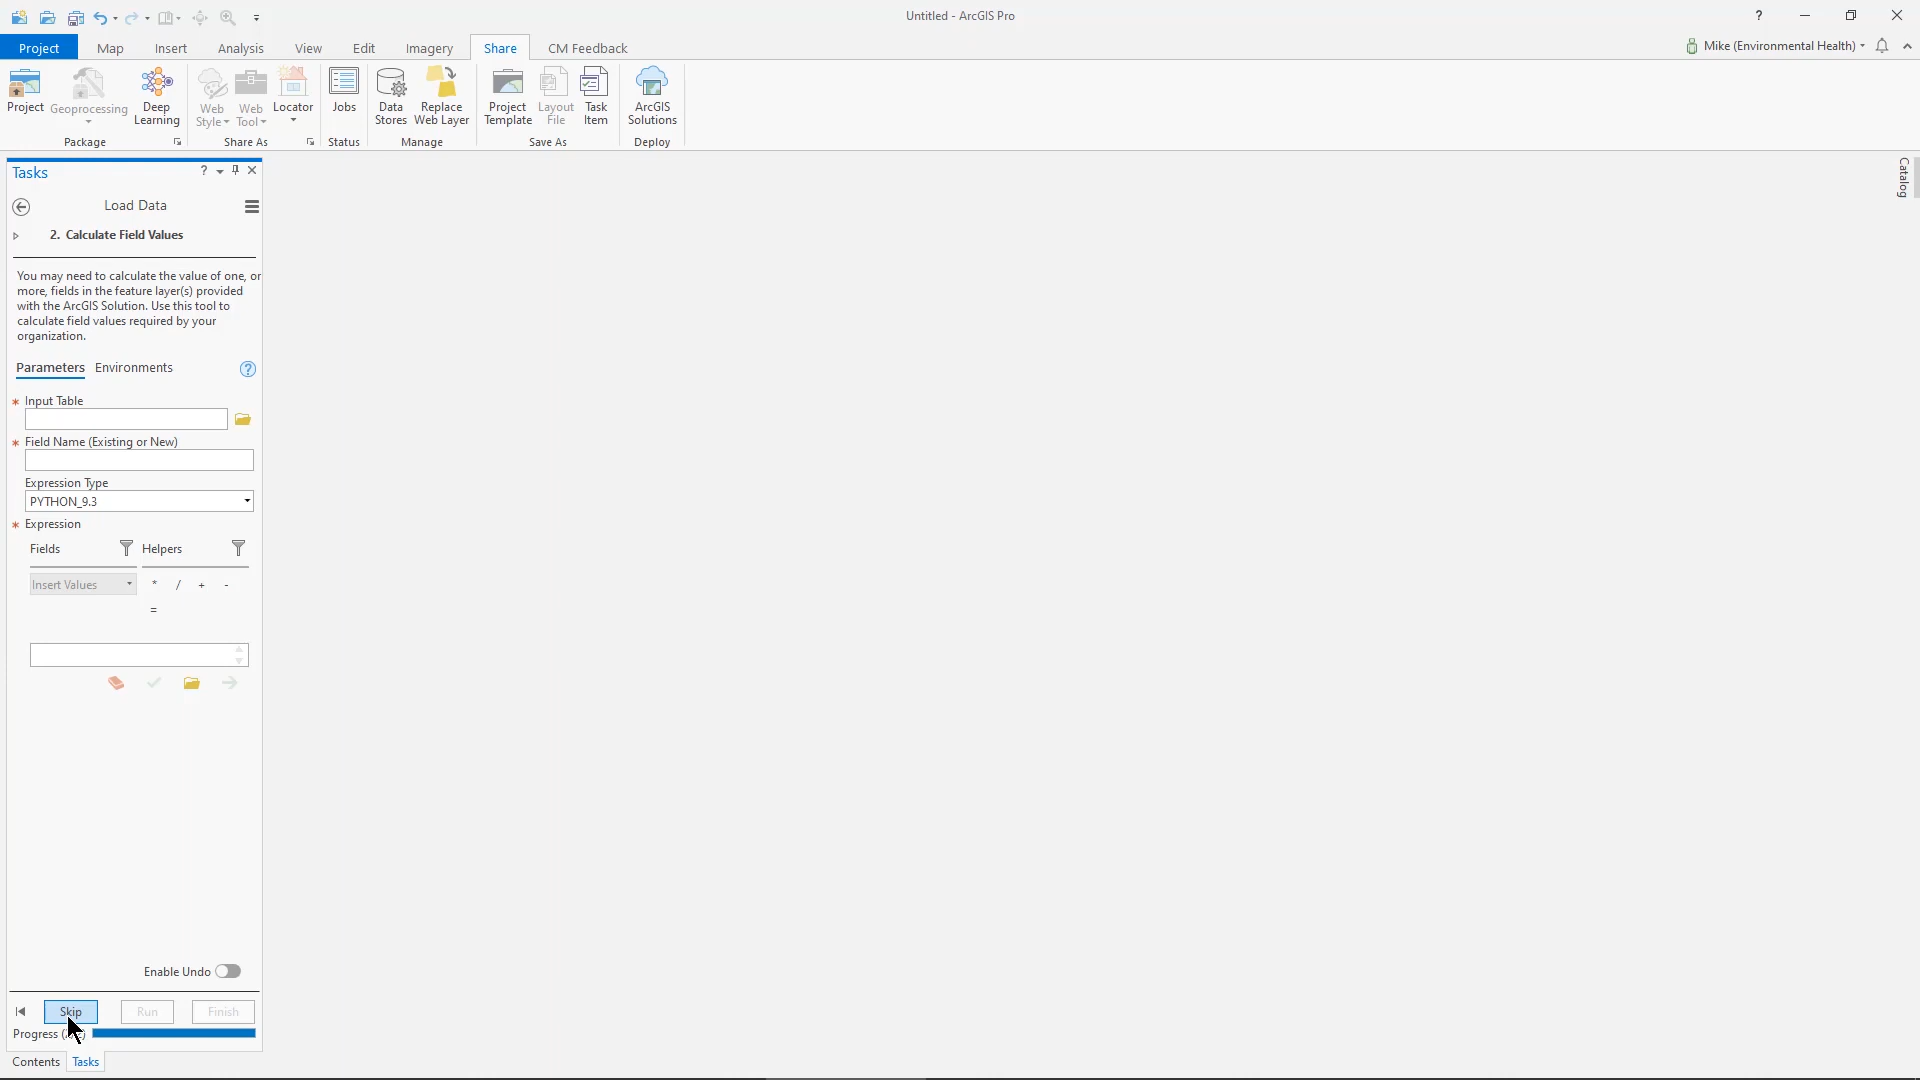 Untitled - ArcGIS Pro
?
Project Map Insert Analysis View Edit Imagery Share CM Feedback
Mike (Environmental Health)
Project Geoprocessing Deep Learning Web Style Web Tool Locator Jobs Data Stores Replace Web Layer Project Template Layout File Task Item ArcGIS Solutions
Package Share As Status Manage Save As Deploy
Catalog
Tasks ?
Load Data
2. Calculate Field Values
You may need to calculate the value of one, or
more, fields in the feature layer(s) provided
with the ArcGIS Solution. Use this tool to
calculate field values required by your
organization.
Parameters Environments ?
* Input Table
* Field Name (Existing or New)
Expression Type
PYTHON_9.3
* Expression
Fields Helpers
Insert Values * / + -
=
Enable Undo
Skip Run Finish
Progress
Contents Tasks